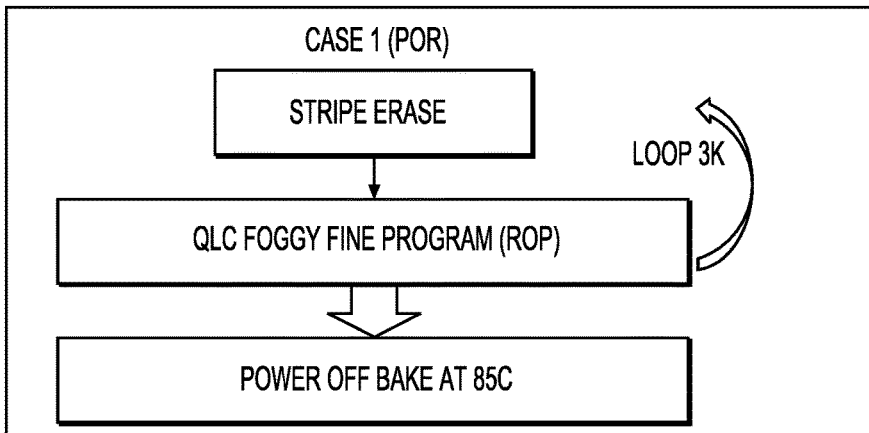 CASE 1 (POR)
STRIPE ERASE
LOOP 3K
QLC FOGGY FINE PROGRAM (ROP)
POWER OFF BAKE AT 85C